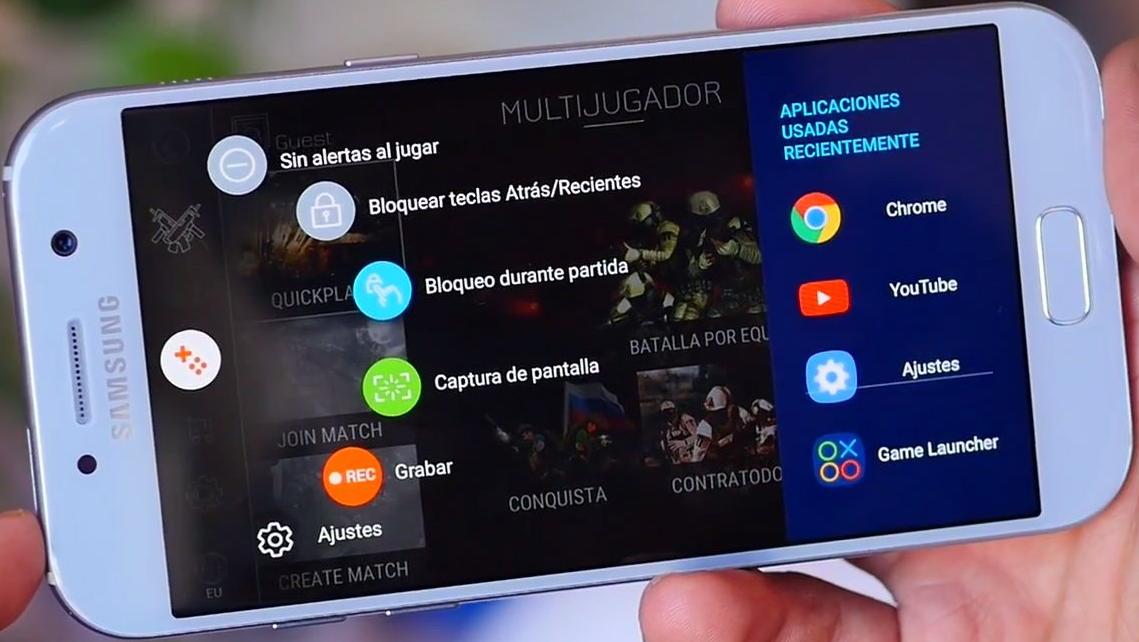 SAMSUNG
MULTIJUGADOR
Guest
Sin alertas al jugar
Bloquear teclas Atrás/Recientes
QUICKPLA
Bloqueo durante partida
BATALLA POR EQU
Captura de pantalla
JOIN MATCH
REC
Grabar
CONQUISTA
CONTRATODO
Ajustes
CREATE MATCH
EU
APLICACIONES
USADAS
RECIENTEMENTE
Chrome
YouTube
Ajustes
Game Launcher